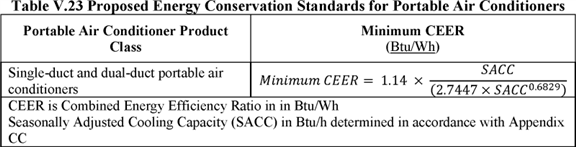 Table V.23 Proposed Energy Conservation Standards for Portable Air Conditioners
Portable Air Conditioner Product Minimum CEER
Class (Btu/Wh)
Single-duct and dual-duct portable air
conditioners
Minimum CEER = 1.14 × SACC / (2.7447 × SACC^0.6829)
CEER is Combined Energy Efficiency Ratio in in Btu/Wh
Seasonally Adjusted Cooling Capacity (SACC) in Btu/h determined in accordance with Appendix
CC